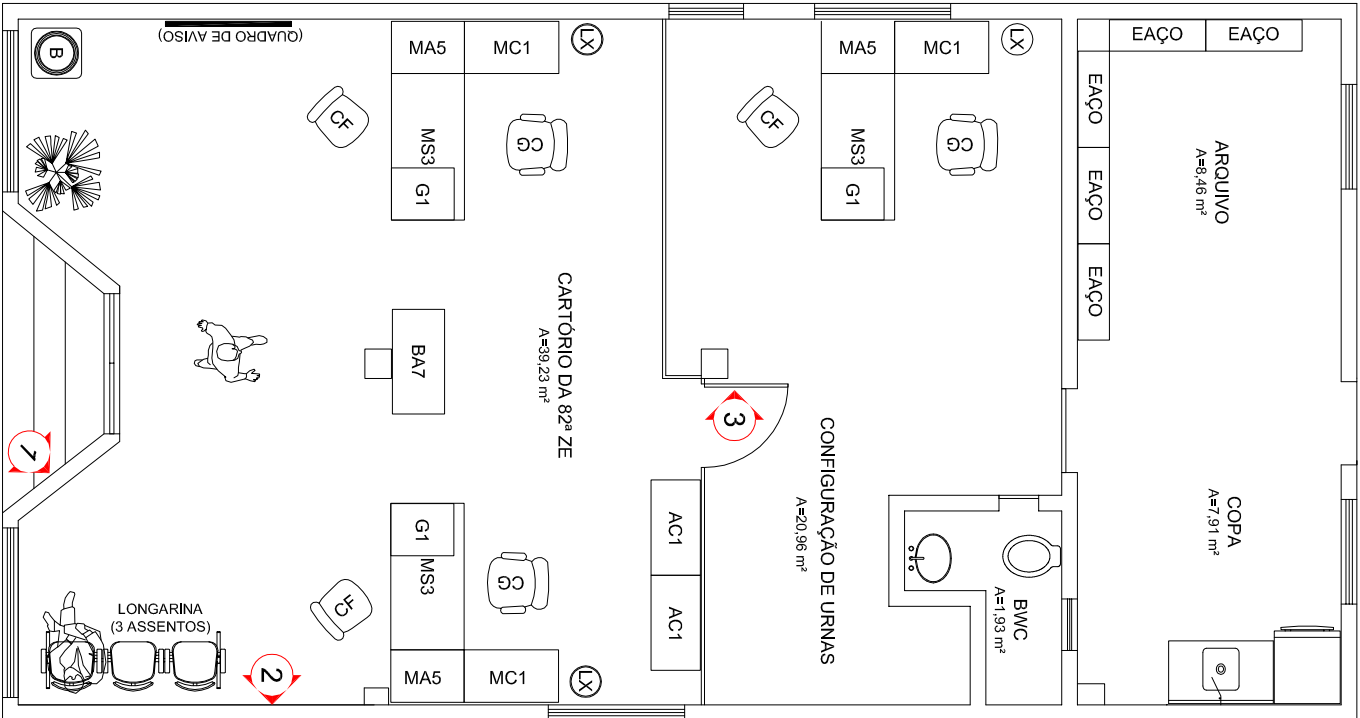 (QUADRO DE AVISO)
B
MA5
MC1
LX
CF
CG
MS3
G1
MA5
MC1
LX
CF
CG
MS3
G1
EAÇO
EAÇO
EAÇO
EAÇO
EAÇO
ARQUIVO
A=8,46 m²
CARTÓRIO DA 82ª ZE
A=39,23 m²
BA7
3
1
CONFIGURAÇÃO DE URNAS
A=20,96 m²
COPA
A=7,91 m²
BWC
A=1,93 m²
AC1
AC1
G1
MS3
CG
CF
LONGARINA
(3 ASSENTOS)
2
MA5
MC1
LX